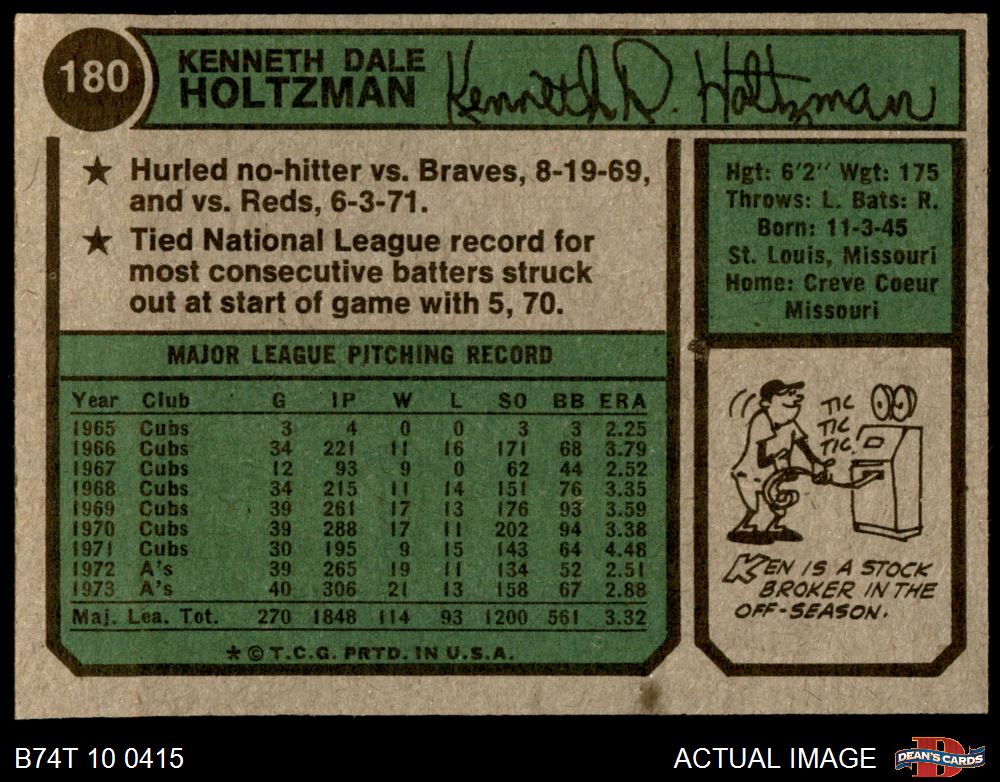 180
KENNETH DALE
HOLTZMAN
Kenneth D. Holtzman
★ Hurled no-hitter vs. Braves, 8-19-69,
and vs. Reds, 6-3-71.
★ Tied National League record for
most consecutive batters struck
out at start of game with 5, 70.
Hgt: 6'2" Wgt: 175
Throws: L. Bats: R.
Born: 11-3-45
St. Louis, Missouri
Home: Creve Coeur
Missouri
MAJOR LEAGUE PITCHING RECORD
Year Club G IP W L SO BB ERA
1965 Cubs 3 4 0 0 3 3 2.25
1966 Cubs 34 221 11 16 171 68 3.79
1967 Cubs 12 93 9 0 62 44 2.52
1968 Cubs 34 215 11 14 151 76 3.35
1969 Cubs 39 261 17 13 176 93 3.59
1970 Cubs 39 288 17 11 202 94 3.38
1971 Cubs 30 195 9 15 143 64 4.48
1972 A's 39 265 19 11 134 52 2.51
1973 A's 40 306 21 13 158 67 2.88
Maj. Lea. Tot. 270 1848 114 93 1200 561 3.32
* © T.C.G. PRTD. IN U.S.A.
TIC
TIC
TIC
KEN IS A STOCK
BROKER IN THE
OFF-SEASON.
B74T 10 0415
ACTUAL IMAGE
D
DEAN'S CARDS